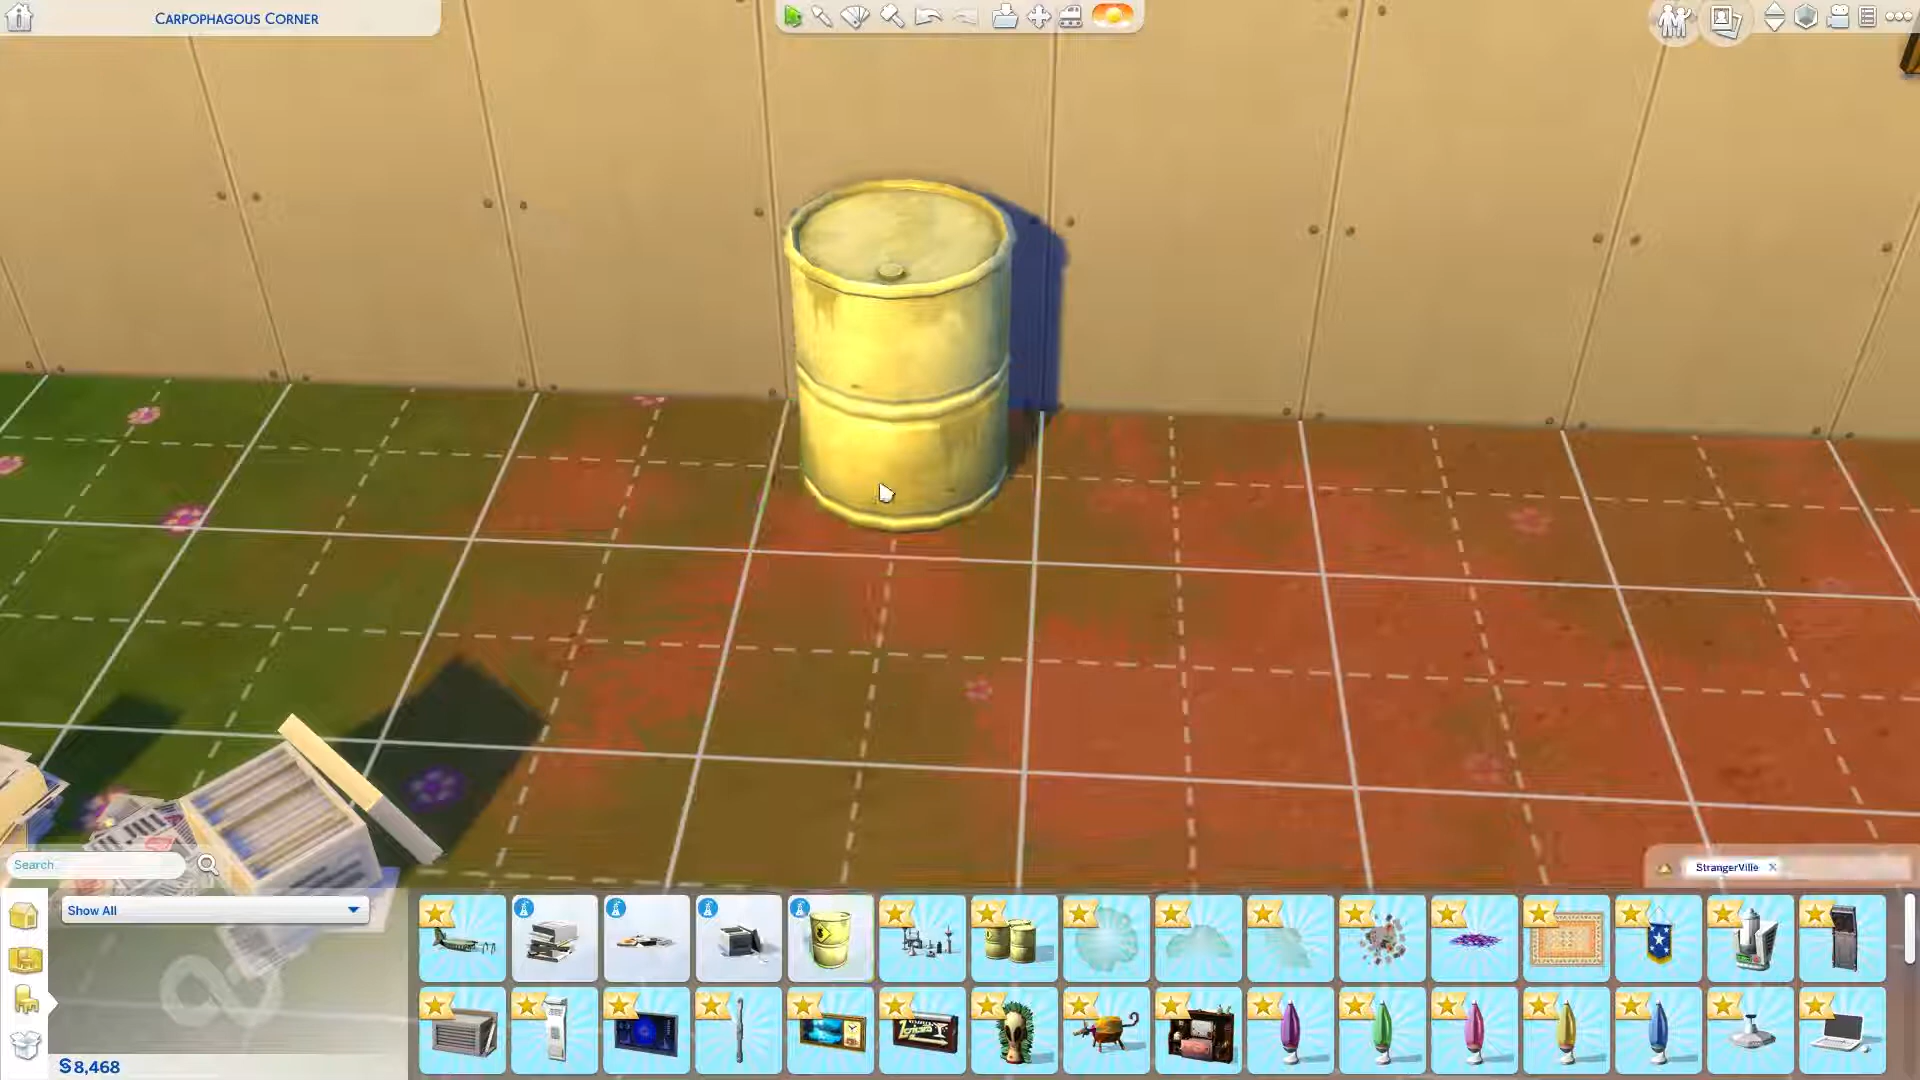 CARPOPHAGOUS CORNER
Search
StrangerVille
Show All
§8,468